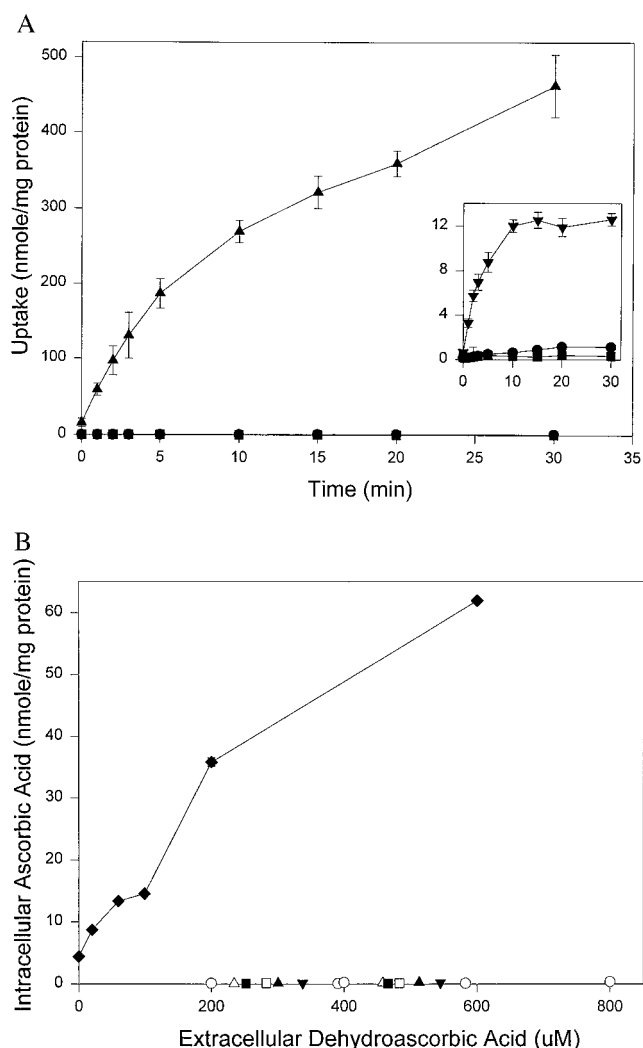 A
Uptake (nmole/mg protein)
500
400
300
200
100
0
12
8
4
0
0 10 20 30
0 5 10 15 20 25 30 35
Time (min)
B
Intracellular Ascorbic Acid (nmole/mg protein)
60
50
40
30
20
10
0
0 200 400 600 800
Extracellular Dehydroascorbic Acid (uM)